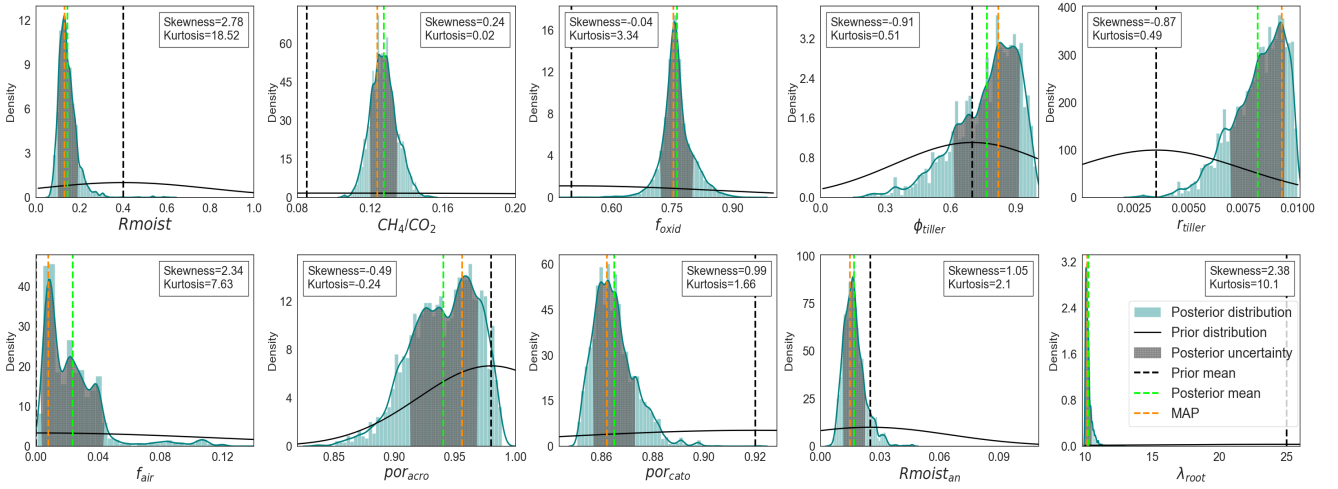 Skewness=2.78
Kurtosis=18.52
Density
12
9
6
3
0
0.0 0.2 0.4 0.6 0.8 1.0
Rmoist
Skewness=0.24
Kurtosis=0.02
Density
60
45
30
15
0
0.08 0.12 0.16 0.20
CH₄/CO₂
Skewness=-0.04
Kurtosis=3.34
Density
16
12
8
4
0
0.60 0.75 0.90
f_oxid
Skewness=-0.91
Kurtosis=0.51
Density
3.6
2.4
1.6
0.8
0.0
0.0 0.3 0.6 0.9
ϕ_tiller
Skewness=-0.87
Kurtosis=0.49
Density
400
300
200
100
0
0.0025 0.0050 0.0075 0.0100
r_tiller
Skewness=2.34
Kurtosis=7.63
Density
40
30
20
10
0
0.00 0.04 0.08 0.12
f_air
Skewness=-0.49
Kurtosis=-0.24
Density
12
8
4
0
0.85 0.90 0.95 1.00
por_acro
Skewness=0.99
Kurtosis=1.66
Density
60
45
30
15
0
0.86 0.88 0.90 0.92
por_cato
Skewness=1.05
Kurtosis=2.1
Density
100
75
50
25
0
0.00 0.03 0.06 0.09
Rmoist_an
Skewness=2.38
Kurtosis=10.1
Density
3.2
2.4
1.6
0.8
0.0
10 15 20 25
λ_root
Posterior distribution
Prior distribution
Posterior uncertainty
Prior mean
Posterior mean
MAP